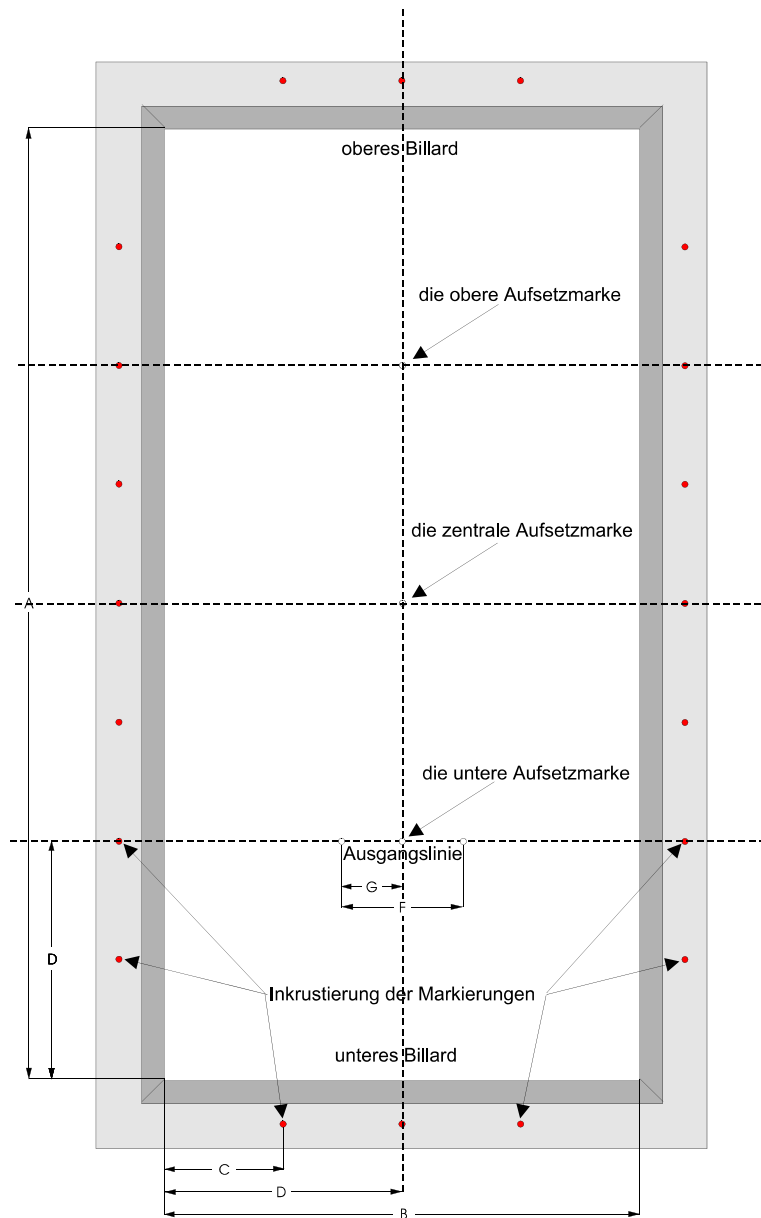 oberes Billard
die obere Aufsetzmarke
die zentrale Aufsetzmarke
A
die untere Aufsetzmarke
Ausgangslinie
G
F
D
Inkrustierung der Markierungen
unteres Billard
C
D
B